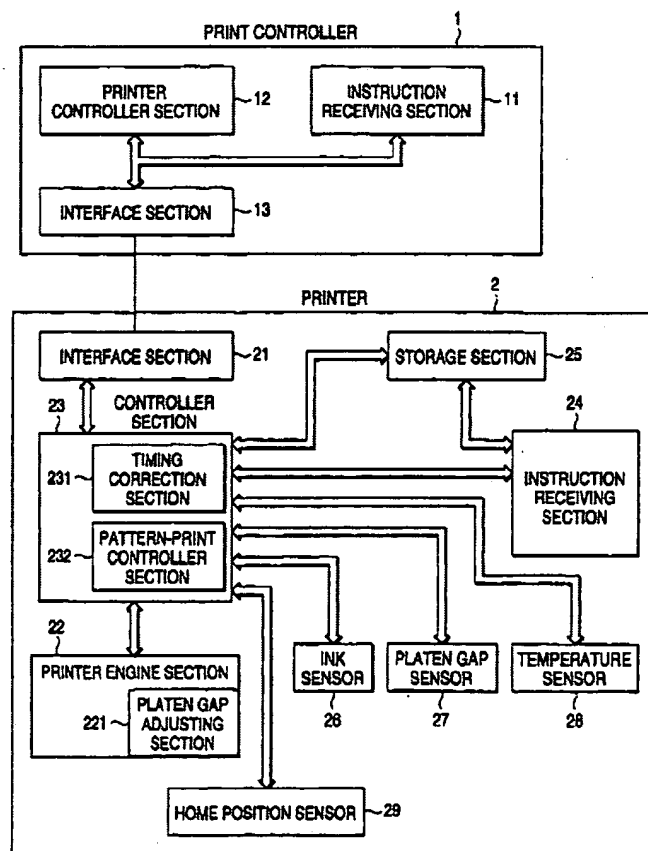 1
PRINT CONTROLLER
PRINTER
CONTROLLER
SECTION
12
INSTRUCTION
RECEIVING
SECTION
11
INTERFACE SECTION
13
2
PRINTER
INTERFACE SECTION
21
STORAGE SECTION
25
23
CONTROLLER
SECTION
24
231
TIMING
CORRECTION
SECTION
INSTRUCTION
RECEIVING
SECTION
232
PATTERN-PRINT
CONTROLLER
SECTION
22
PRINTER ENGINE SECTION
221
PLATEN GAP
ADJUSTING
SECTION
INK
SENSOR
26
PLATEN GAP
SENSOR
27
TEMPERATURE
SENSOR
28
HOME POSITION SENSOR
29